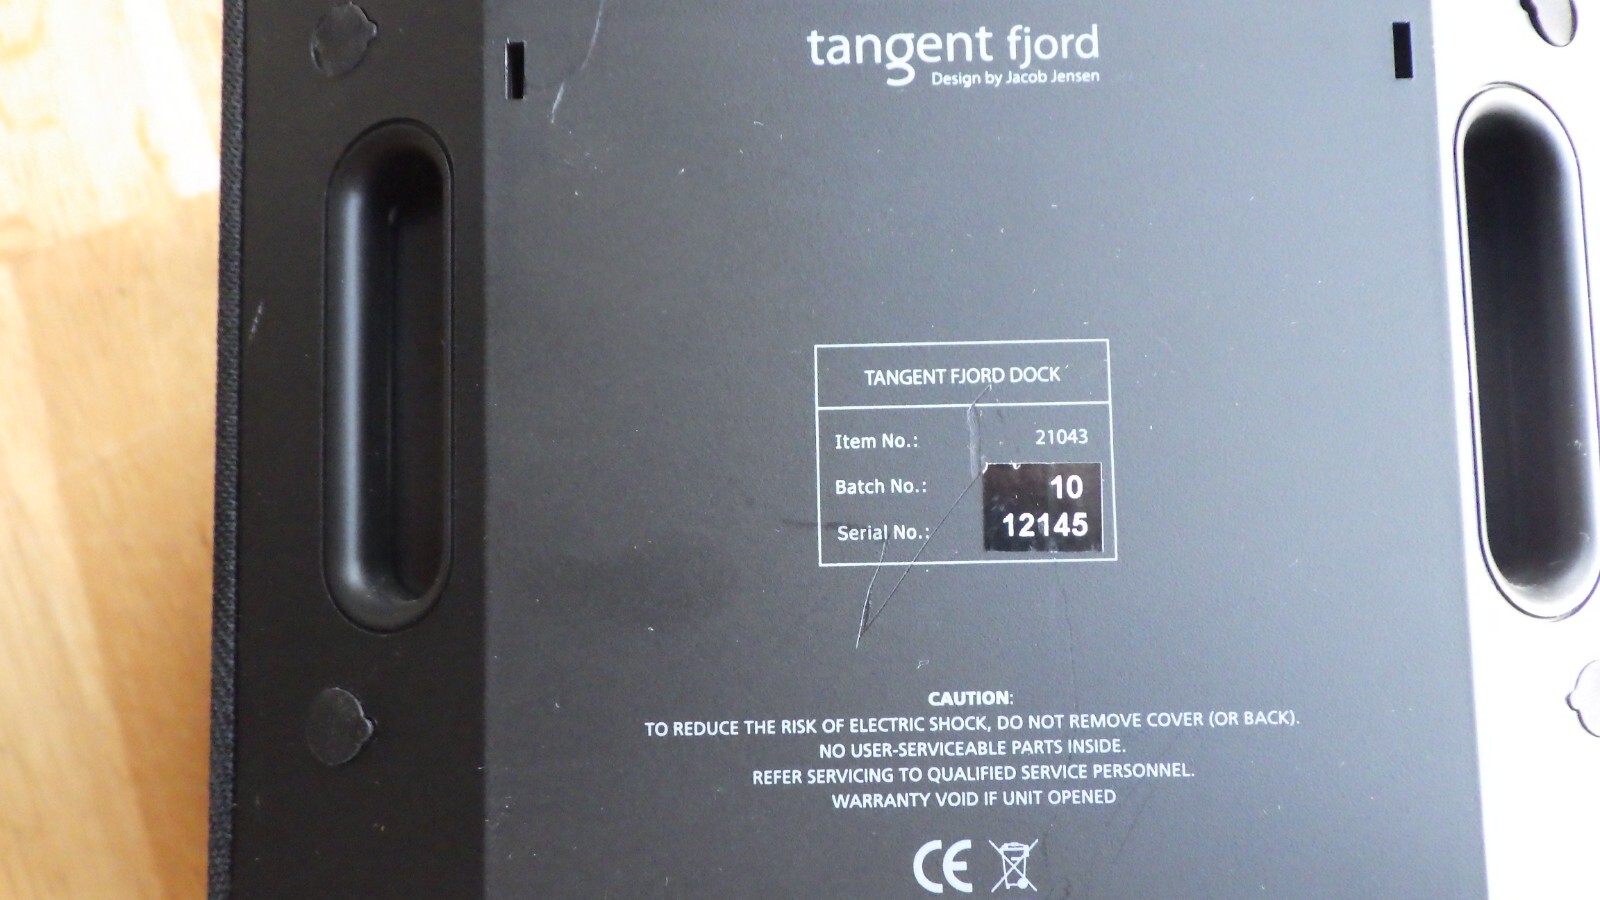 tangent fjord
Design by Jacob Jensen
TANGENT FJORD DOCK
Item No.: 21043
Batch No.: 10
Serial No.: 12145
CAUTION:
TO REDUCE THE RISK OF ELECTRIC SHOCK, DO NOT REMOVE COVER (OR BACK).
NO USER-SERVICEABLE PARTS INSIDE.
REFER SERVICING TO QUALIFIED SERVICE PERSONNEL.
WARRANTY VOID IF UNIT OPENED
CE